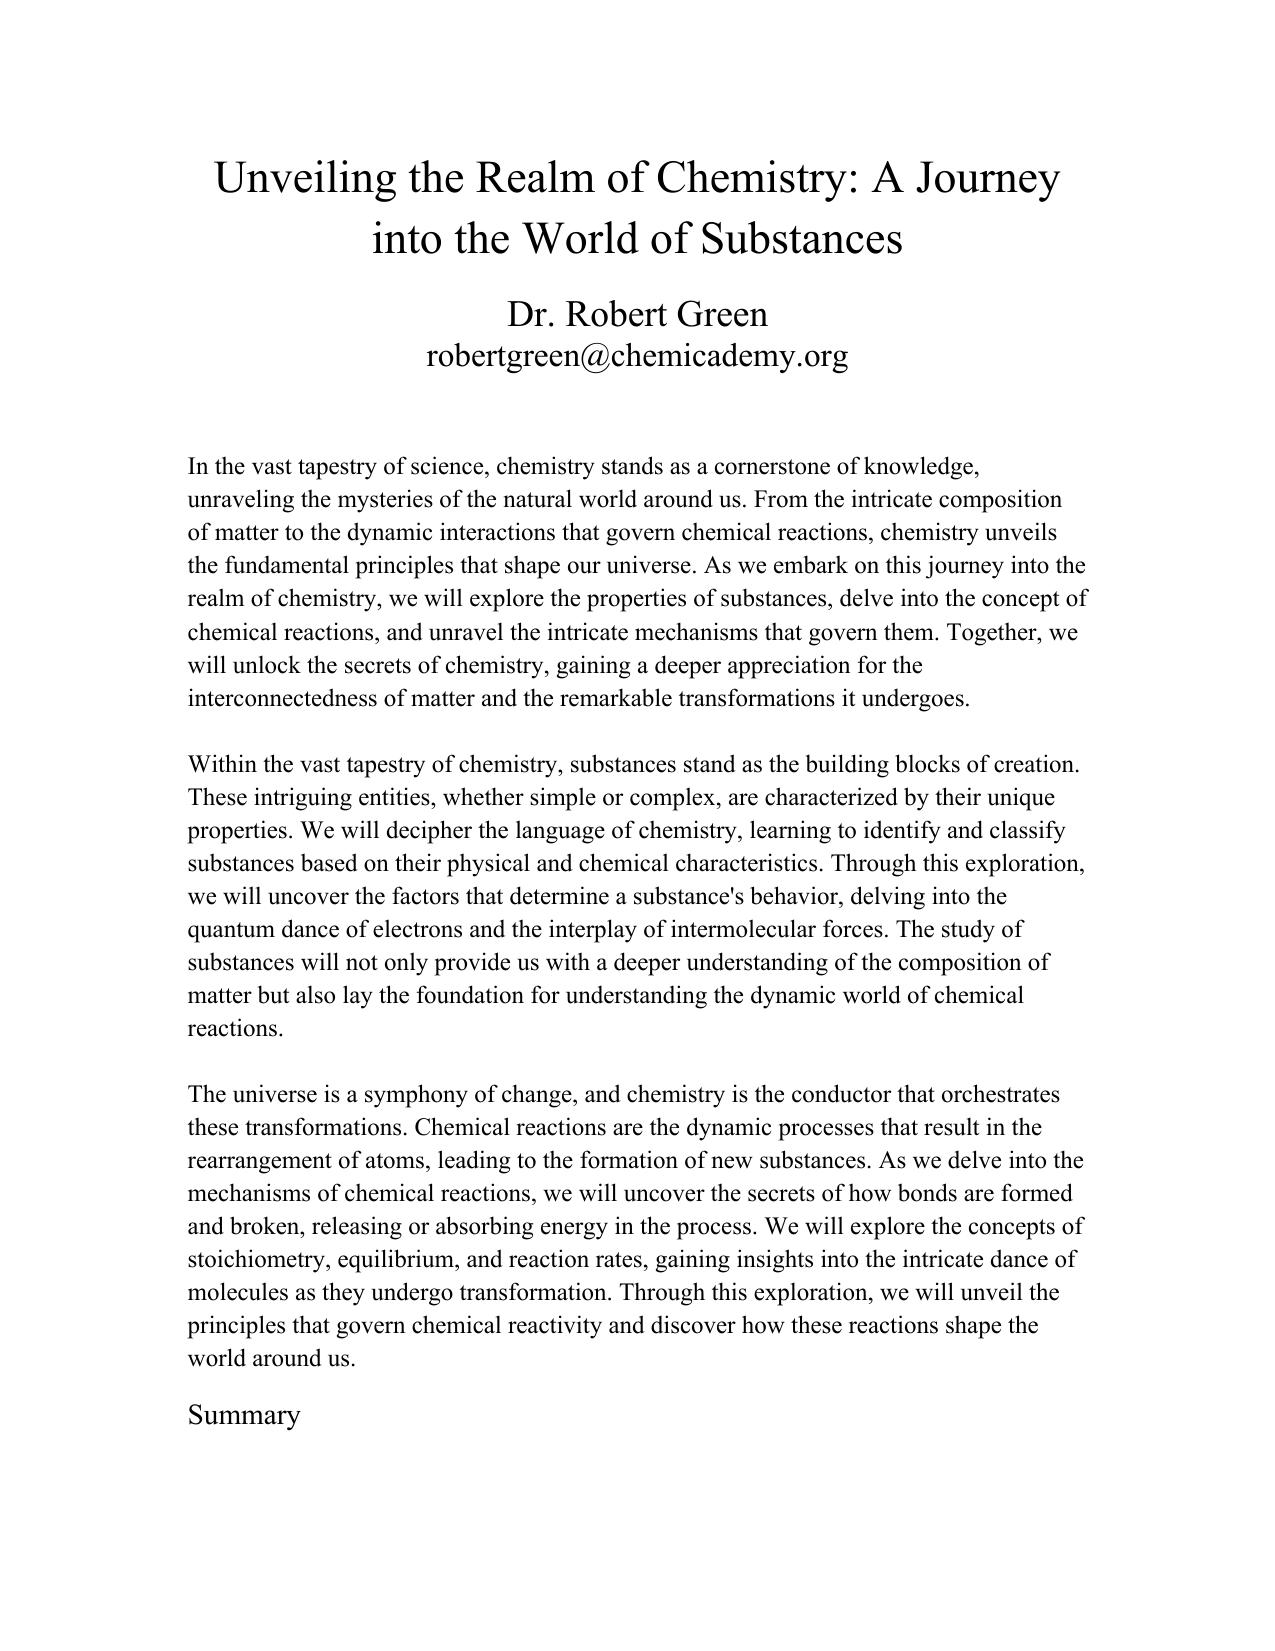 Unveiling the Realm of Chemistry: A Journey
into the World of Substances
Dr. Robert Green
robertgreen@chemicademy.org
In the vast tapestry of science, chemistry stands as a cornerstone of knowledge,
unraveling the mysteries of the natural world around us. From the intricate composition
of matter to the dynamic interactions that govern chemical reactions, chemistry unveils
the fundamental principles that shape our universe. As we embark on this journey into the
realm of chemistry, we will explore the properties of substances, delve into the concept of
chemical reactions, and unravel the intricate mechanisms that govern them. Together, we
will unlock the secrets of chemistry, gaining a deeper appreciation for the
interconnectedness of matter and the remarkable transformations it undergoes.
Within the vast tapestry of chemistry, substances stand as the building blocks of creation.
These intriguing entities, whether simple or complex, are characterized by their unique
properties. We will decipher the language of chemistry, learning to identify and classify
substances based on their physical and chemical characteristics. Through this exploration,
we will uncover the factors that determine a substance's behavior, delving into the
quantum dance of electrons and the interplay of intermolecular forces. The study of
substances will not only provide us with a deeper understanding of the composition of
matter but also lay the foundation for understanding the dynamic world of chemical
reactions.
The universe is a symphony of change, and chemistry is the conductor that orchestrates
these transformations. Chemical reactions are the dynamic processes that result in the
rearrangement of atoms, leading to the formation of new substances. As we delve into the
mechanisms of chemical reactions, we will uncover the secrets of how bonds are formed
and broken, releasing or absorbing energy in the process. We will explore the concepts of
stoichiometry, equilibrium, and reaction rates, gaining insights into the intricate dance of
molecules as they undergo transformation. Through this exploration, we will unveil the
principles that govern chemical reactivity and discover how these reactions shape the
world around us.
Summary